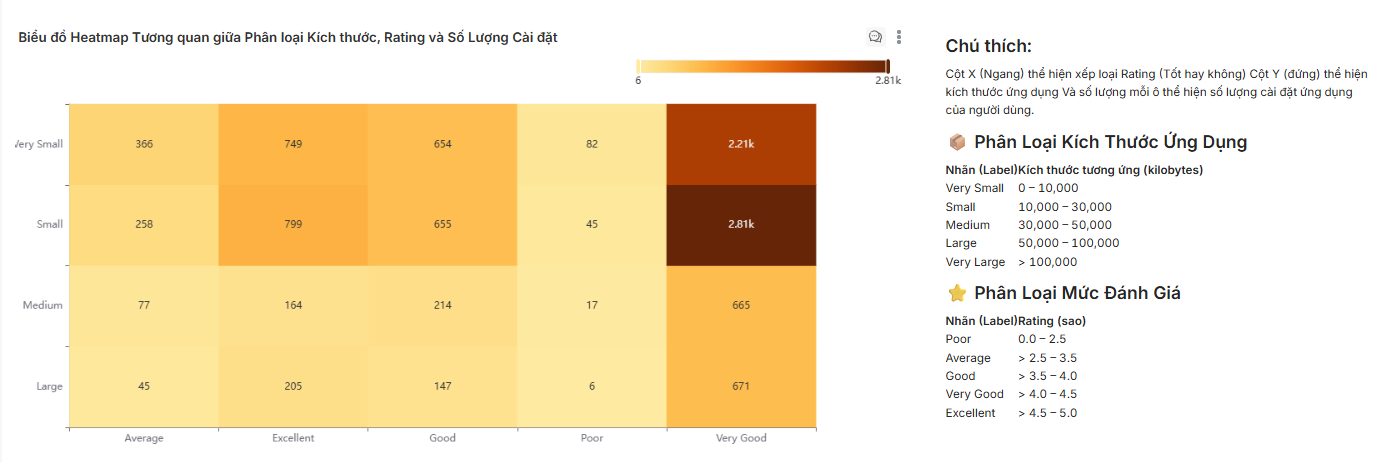 Biểu đồ Heatmap Tương quan giữa Phân loại Kích thước, Rating và Số Lượng Cài đặt
6 2.81k
Very Small 366 749 654 82 2.21k
Small 258 799 655 45 2.81k
Medium 77 164 214 17 665
Large 45 205 147 6 671
Average Excellent Good Poor Very Good
Chú thích:
Cột X (Ngang) thể hiện xếp loại Rating (Tốt hay không) Cột Y (đứng) thể hiện
kích thước ứng dụng Và số lượng mỗi ô thể hiện số lượng cài đặt ứng dụng
của người dùng.
📦 Phân Loại Kích Thước Ứng Dụng
Nhãn (Label)Kích thước tương ứng (kilobytes)
Very Small 0 – 10,000
Small 10,000 – 30,000
Medium 30,000 – 50,000
Large 50,000 – 100,000
Very Large > 100,000
⭐ Phân Loại Mức Đánh Giá
Nhãn (Label)Rating (sao)
Poor 0.0 – 2.5
Average > 2.5 – 3.5
Good > 3.5 – 4.0
Very Good > 4.0 – 4.5
Excellent > 4.5 – 5.0